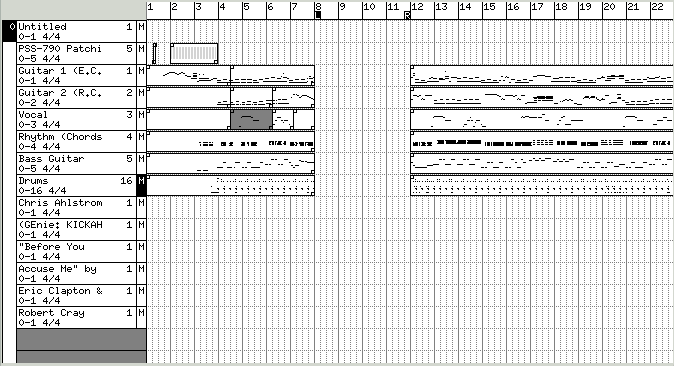 1 2 3 4 5 6 7 8 9 10 11 12 13 14 15 16 17 18 19 20 21 22
L R
0 Untitled 1 M
0-1 4/4
PSS-790 Patchi 5 M
0-5 4/4
Guitar 1 (E.C. 1 M
0-1 4/4
Guitar 2 (R.C. 2 M
0-2 4/4
Vocal 3 M
0-3 4/4
Rhythm (Chords 4 M
0-4 4/4
Bass Guitar 5 M
0-5 4/4
Drums 16 M
0-16 4/4
Chris Ahlstrom 1 M
0-1 4/4
(GEnie: KICKAH 1 M
0-1 4/4
"Before You 1 M
0-1 4/4
Accuse Me" by 1 M
0-1 4/4
Eric Clapton & 1 M
0-1 4/4
Robert Cray 1 M
0-1 4/4